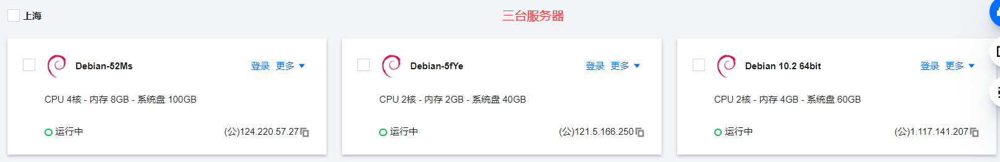 上海
三台服务器
Debian-52Ms 登录 更多
CPU 4核 - 内存 8GB - 系统盘 100GB
运行中 (公)124.220.57.27
Debian-5fYe 登录 更多
CPU 2核 - 内存 2GB - 系统盘 40GB
运行中 (公)121.5.166.250
Debian 10.2 64bit 登录 更多
CPU 2核 - 内存 4GB - 系统盘 60GB
运行中 (公)1.117.141.207